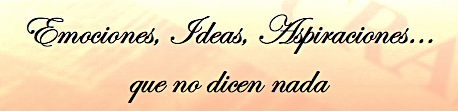 Emociones, Ideas, Aspiraciones...
que no dicen nada